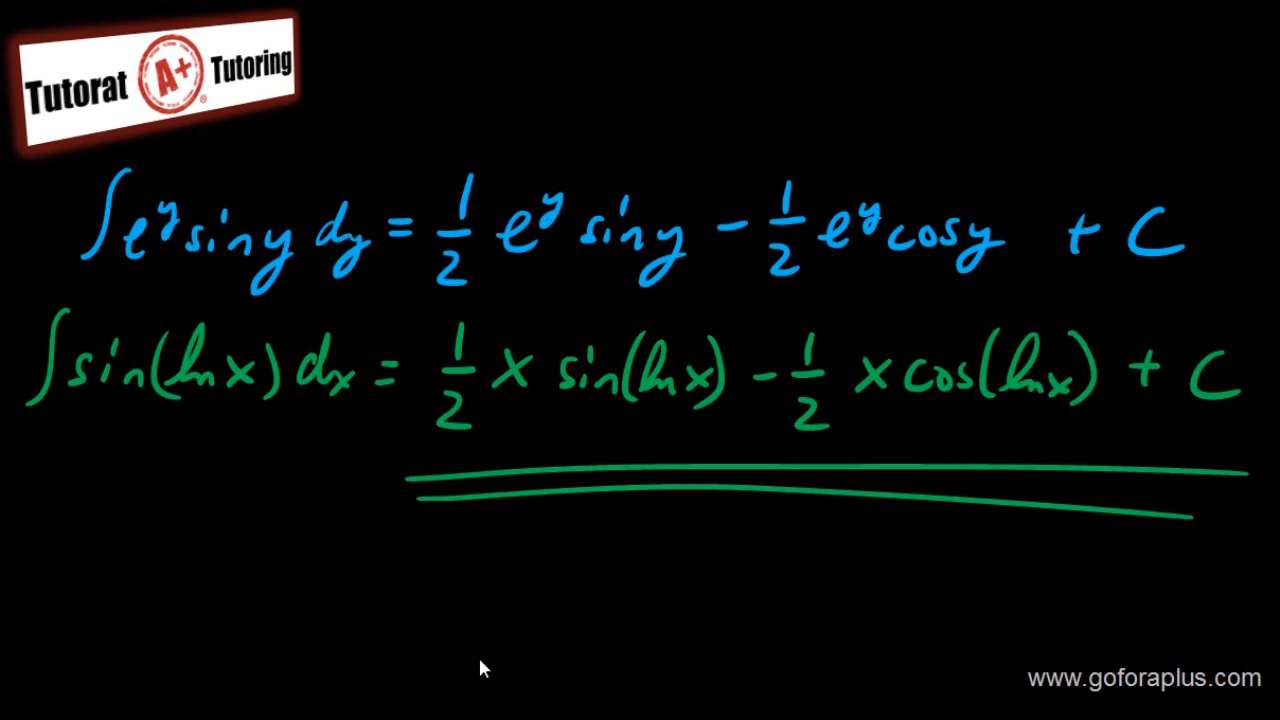 Tutorat A+ Tutoring
∫e^y sin y dy = 1/2 e^y sin y - 1/2 e^y cos y + C
∫sin(ln x) dx = 1/2 x sin(ln x) - 1/2 x cos(ln x) + C
www.goforaplus.com